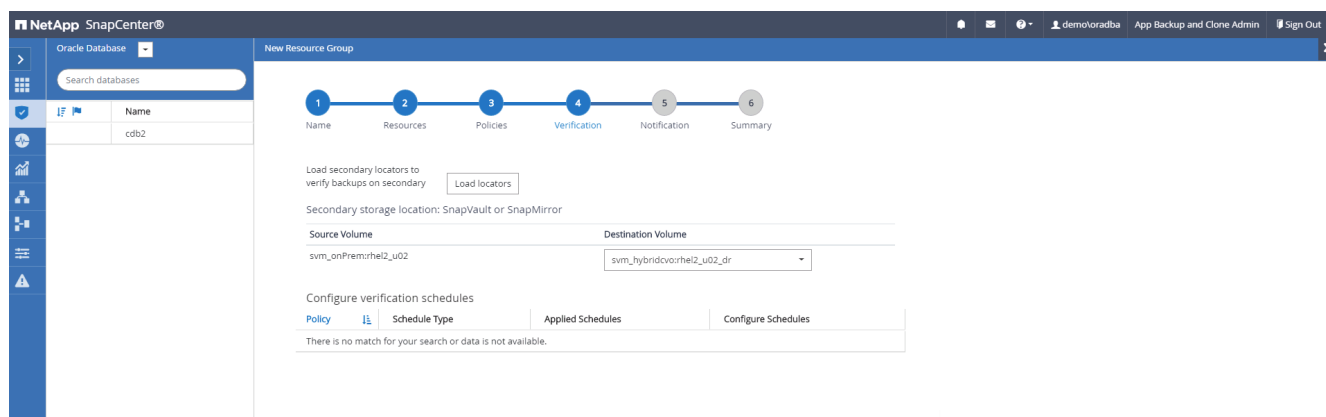 NetApp SnapCenter®
demo\oradba App Backup and Clone Admin Sign Out
Oracle Database
New Resource Group
Search databases
Name
cdb2
1 2 3 4 5 6
Name Resources Policies Verification Notification Summary
Load secondary locators to
verify backups on secondary
Load locators
Secondary storage location: SnapVault or SnapMirror
Source Volume Destination Volume
svm_onPrem:rhel2_u02 svm_hybridcvo:rhel2_u02_dr
Configure verification schedules
Policy Schedule Type Applied Schedules Configure Schedules
There is no match for your search or data is not available.